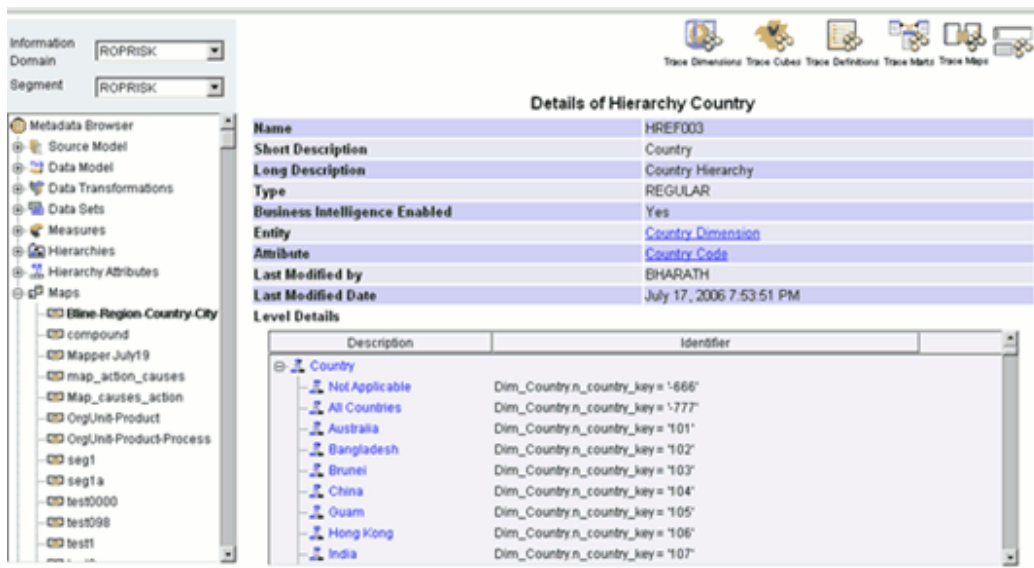 Information Domain ROPRISK
Segment ROPRISK
Trace Dimensions Trace Cubes Trace Definitions Trace Marts Trace Maps
Metadata Browser
Source Model
Data Model
Data Transformations
Data Sets
Measures
Hierarchies
Hierarchy Attributes
Maps
Bline-Region-Country-City
compound
Mapper July19
map_action_causes
Map_causes_action
OrgUnit-Product
OrgUnit-Product-Process
seg1
seg1a
test0000
test098
test1
Details of Hierarchy Country
Name HREF003
Short Description Country
Long Description Country Hierarchy
Type REGULAR
Business Intelligence Enabled Yes
Entity Country Dimension
Attribute Country Code
Last Modified by BHARATH
Last Modified Date July 17, 2006 7:53:51 PM
Level Details
Description Identifier
Country
Not Applicable Dim_Country.n_country_key = '-666'
All Countries Dim_Country.n_country_key = '-777'
Australia Dim_Country.n_country_key = '101'
Bangladesh Dim_Country.n_country_key = '102'
Brunei Dim_Country.n_country_key = '103'
China Dim_Country.n_country_key = '104'
Guam Dim_Country.n_country_key = '105'
Hong Kong Dim_Country.n_country_key = '106'
India Dim_Country.n_country_key = '107'